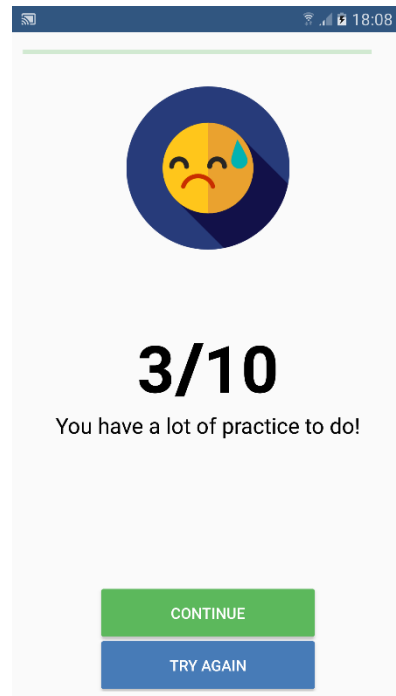 18:08
3/10
You have a lot of practice to do!
CONTINUE
TRY AGAIN